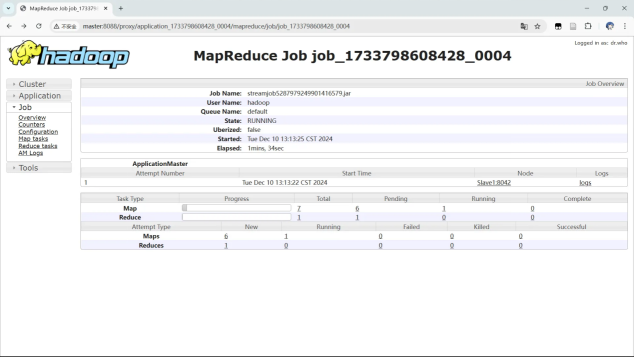 MapReduce Job job_17337986
不安全 master:8088/proxy/application_1733798608428_0004/mapreduce/job/job_1733798608428_0004
Logged in as: dr.who
hadoop
MapReduce Job job_1733798608428_0004
Cluster
Application
Job
Overview
Counters
Configuration
Map tasks
Reduce tasks
AM Logs
Tools
Job Overview
Job Name: streamjob5287979249901416579.jar
User Name: hadoop
Queue Name: default
State: RUNNING
Uberized: false
Started: Tue Dec 10 13:13:25 CST 2024
Elapsed: 1mins, 34sec
ApplicationMaster
Attempt Number Start Time Node Logs
1 Tue Dec 10 13:13:22 CST 2024 Slave1:8042 logs
Task Type Progress Total Pending Running Complete
Map 7 6 1 0
Reduce 1 1 0 0
Attempt Type New Running Failed Killed Successful
Maps 6 1 0 0 0
Reduces 1 0 0 0 0